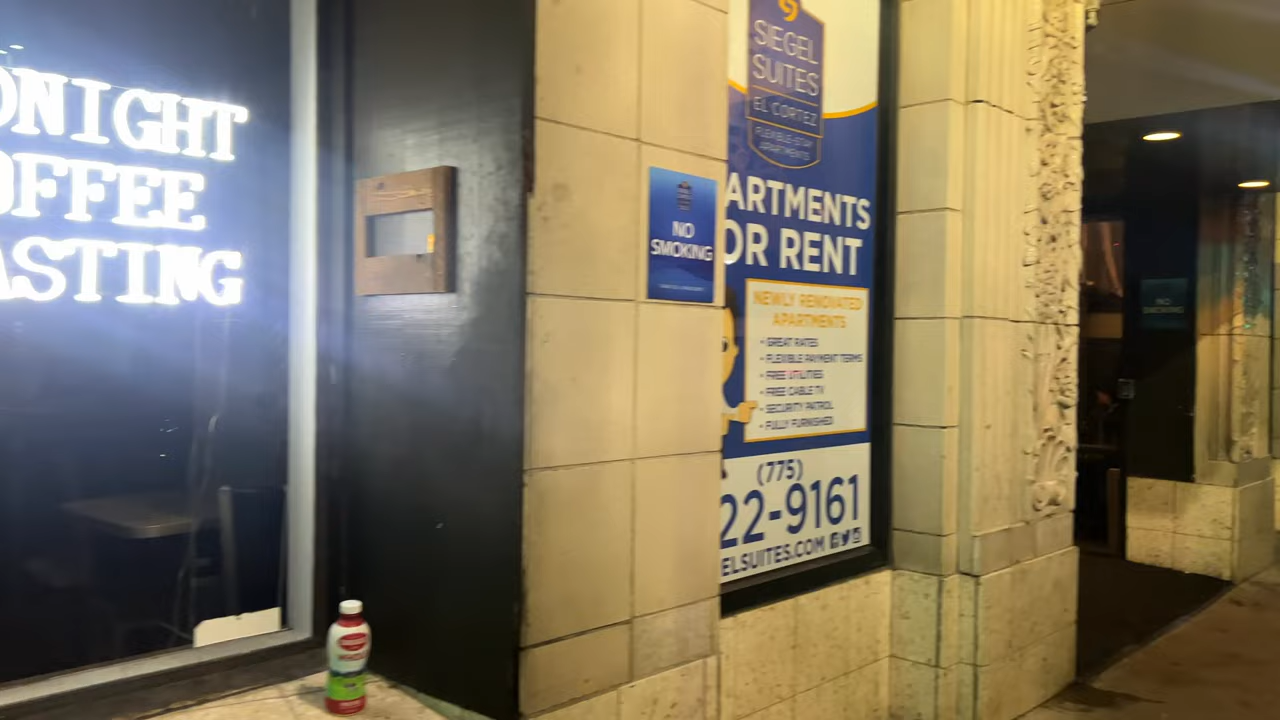 ONIGHT
OFFEE
ASTING
NO
SMOKING
SIEGEL
SUITES
EL CORTEZ
FLEXIBLE-STAY
APARTMENTS
ARTMENTS
OR RENT
NEWLY RENOVATED
APARTMENTS
• GREAT RATES
• FLEXIBLE PAYMENT TERMS
• FREE UTILITIES
• FREE CABLE TV
• SECURITY PATROL
• FULLY FURNISHED
(775)
22-9161
ELSUITES.COM
NO
SMOKING